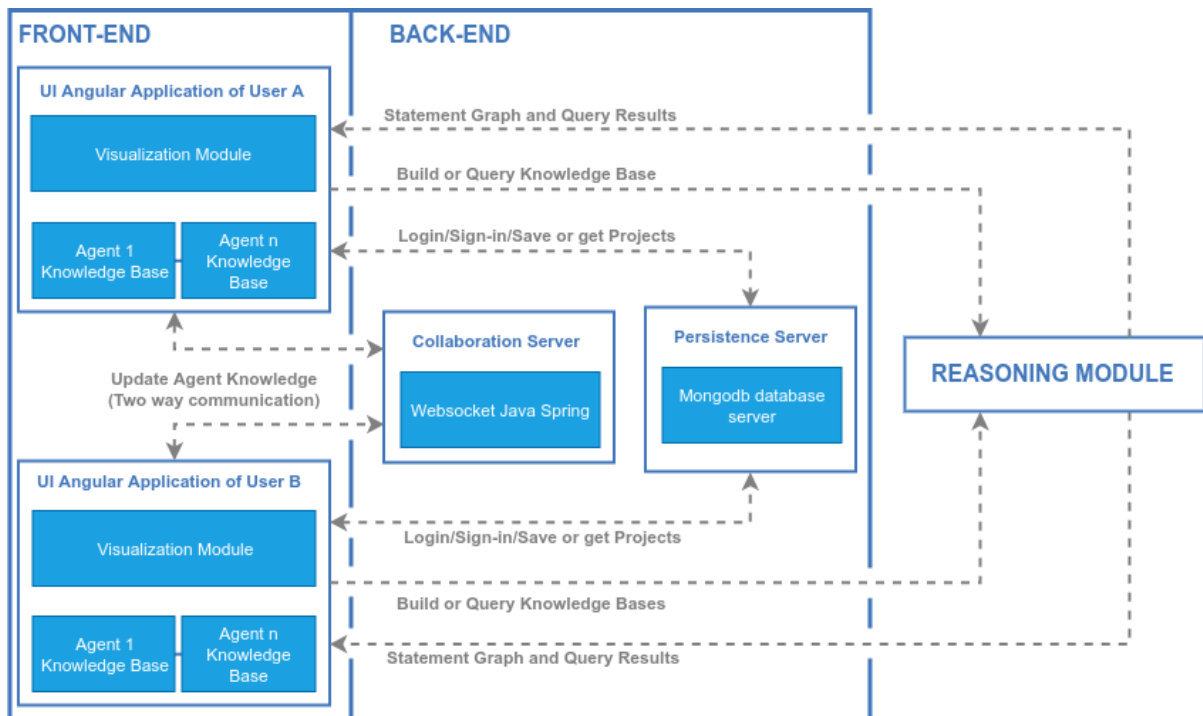 FRONT-END
BACK-END
UI Angular Application of User A
Visualization Module
Agent 1
Knowledge Base
Agent n
Knowledge
Base
Statement Graph and Query Results
Build or Query Knowledge Base
Login/Sign-in/Save or get Projects
Collaboration Server
Websocket Java Spring
Persistence Server
Mongodb database
server
REASONING MODULE
Update Agent Knowledge
(Two way communication)
UI Angular Application of User B
Visualization Module
Agent 1
Knowledge Base
Agent n
Knowledge
Base
Login/Sign-in/Save or get Projects
Build or Query Knowledge Bases
Statement Graph and Query Results